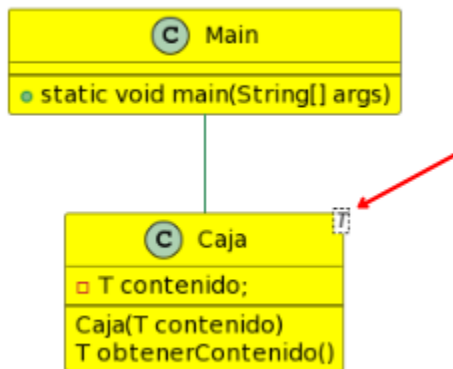 C Main
static void main(String[] args)
T
C Caja
T contenido;
Caja(T contenido)
T obtenerContenido()